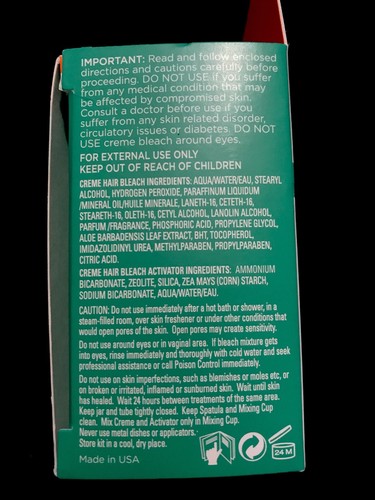 IMPORTANT: Read and follow enclosed
directions and cautions carefully before
proceeding. DO NOT USE if you suffer
from any medical condition that may
be affected by compromised skin.
Consult a doctor before use if you
suffer from any skin related disorder,
circulatory issues or diabetes. DO NOT
USE creme bleach around eyes.
FOR EXTERNAL USE ONLY
KEEP OUT OF REACH OF CHILDREN
CREME HAIR BLEACH INGREDIENTS: AQUA/WATER/EAU, STEARYL
ALCOHOL, HYDROGEN PEROXIDE, PARAFFINUM LIQUIDUM
/MINERAL OIL/HUILE MINERALE, LANETH-16, CETETH-16,
STEARETH-16, OLETH-16, CETYL ALCOHOL, LANOLIN ALCOHOL,
PARFUM /FRAGRANCE, PHOSPHORIC ACID, PROPYLENE GLYCOL,
ALOE BARBADENSIS LEAF EXTRACT, BHT, TOCOPHEROL,
IMIDAZOLIDINYL UREA, METHYLPARABEN, PROPYLPARABEN,
CITRIC ACID.
CREME HAIR BLEACH ACTIVATOR INGREDIENTS: AMMONIUM
BICARBONATE, ZEOLITE, SILICA, ZEA MAYS (CORN) STARCH,
SODIUM BICARBONATE, AQUA/WATER/EAU.
CAUTION: Do not use immediately after a hot bath or shower, in a
steam-filled room, over skin freshener or under other conditions that
would open pores of the skin. Open pores may create sensitivity.
Do not use around eyes or in vaginal area. If bleach mixture gets
into eyes, rinse immediately and thoroughly with cold water and seek
professional assistance or call Poison Control immediately.
Do not use on skin imperfections, such as blemishes or moles etc, or
on broken or irritated, inflamed or sunburned skin. Wait until skin
has healed. Wait 24 hours between treatments of the same area.
Keep jar and tube tightly closed. Keep Spatula and Mixing Cup
clean. Mix Creme and Activator only in Mixing Cup.
Never use metal dishes or applicators.
Store kit in a cool, dry place.
Made in USA
24 M